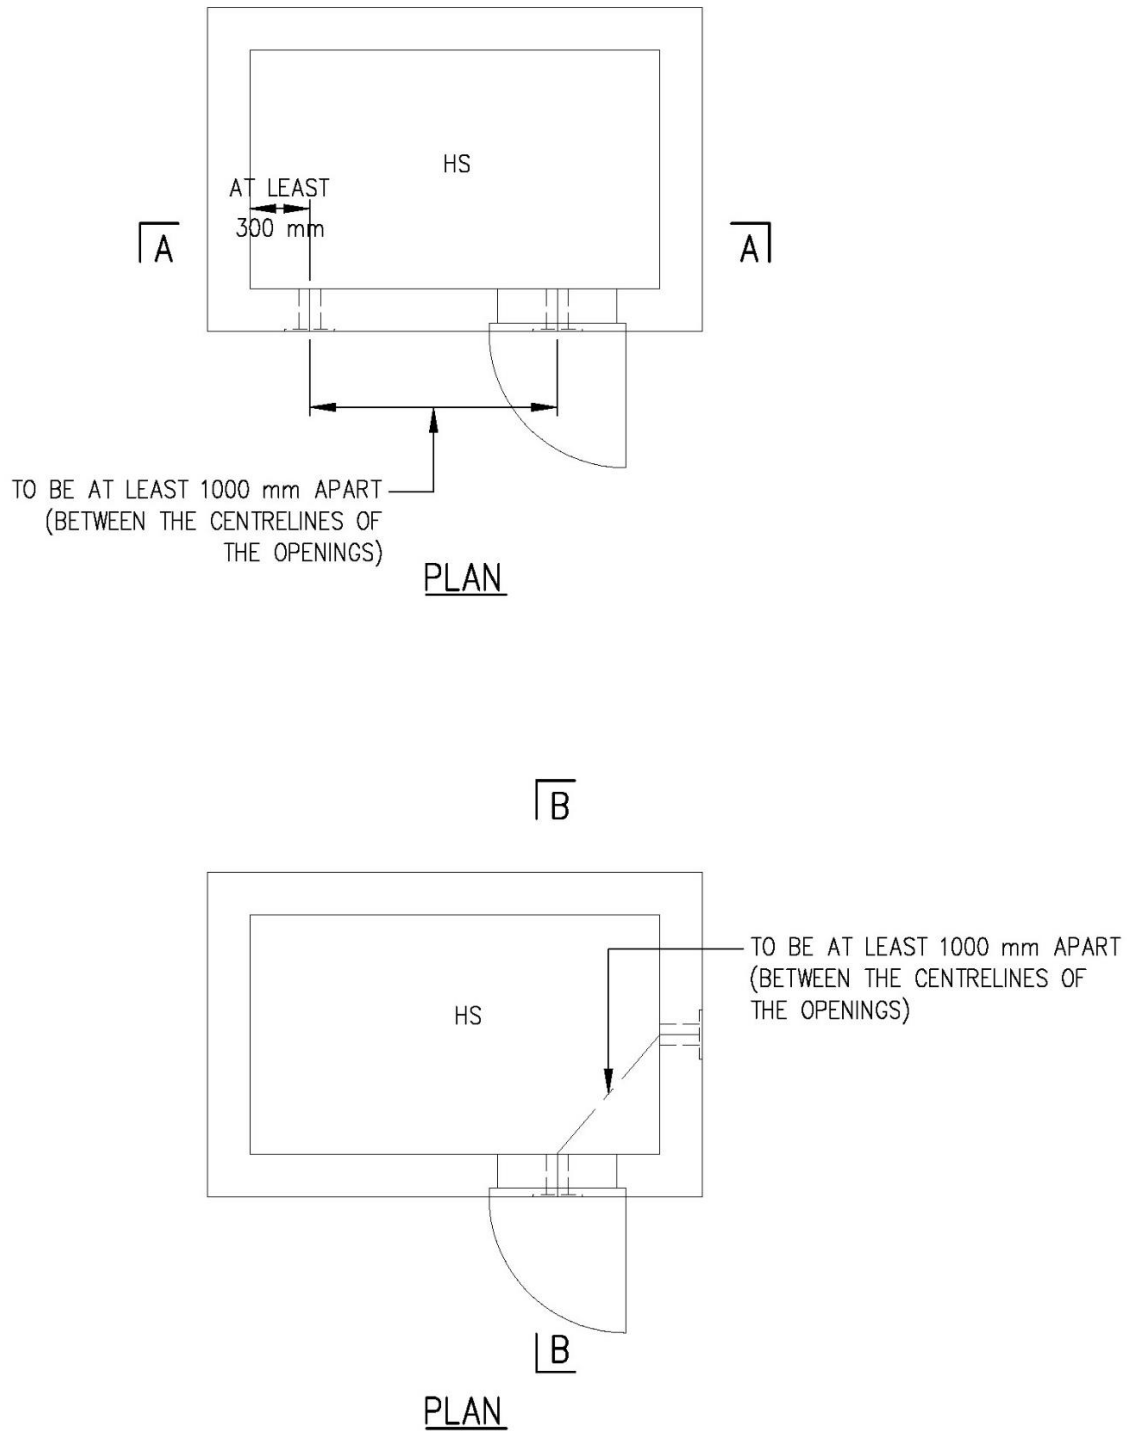 HS
AT LEAST
300 mm
A
A
TO BE AT LEAST 1000 mm APART
(BETWEEN THE CENTRELINES OF
THE OPENINGS)
PLAN
B
TO BE AT LEAST 1000 mm APART
(BETWEEN THE CENTRELINES OF
THE OPENINGS)
HS
B
PLAN